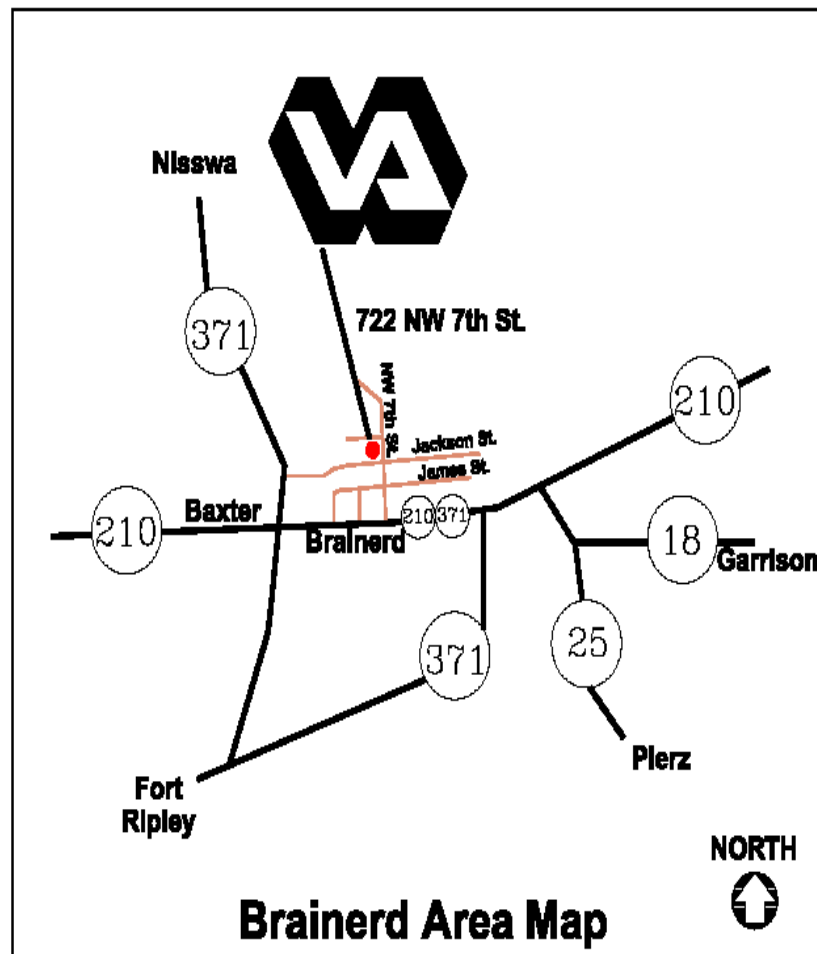 VA
Nisswa
371
722 NW 7th St.
NW 7th St.
210
Jackson St.
James St.
Baxter
210
371
210
Brainerd
18
Garrison
25
371
Pierz
Fort
Ripley
NORTH
Brainerd Area Map